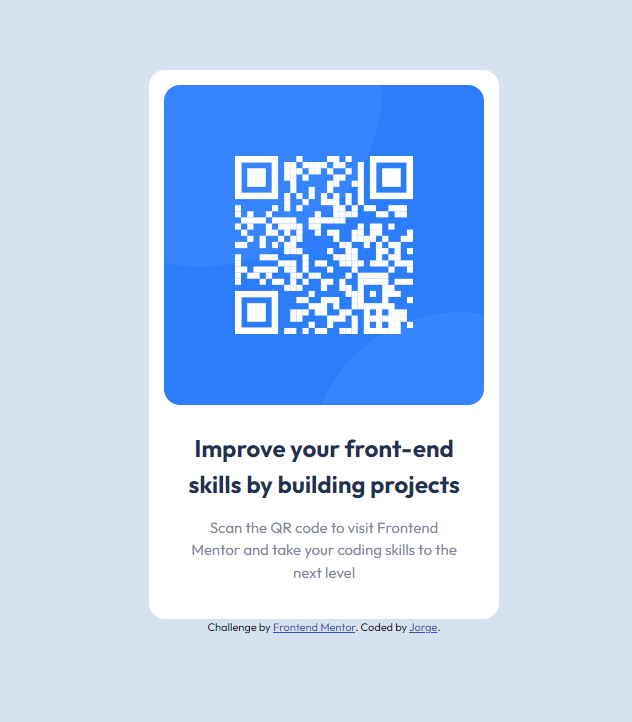 Improve your front-end
skills by building projects
Scan the QR code to visit Frontend
Mentor and take your coding skills to the
next level
Challenge by Frontend Mentor. Coded by Jorge.